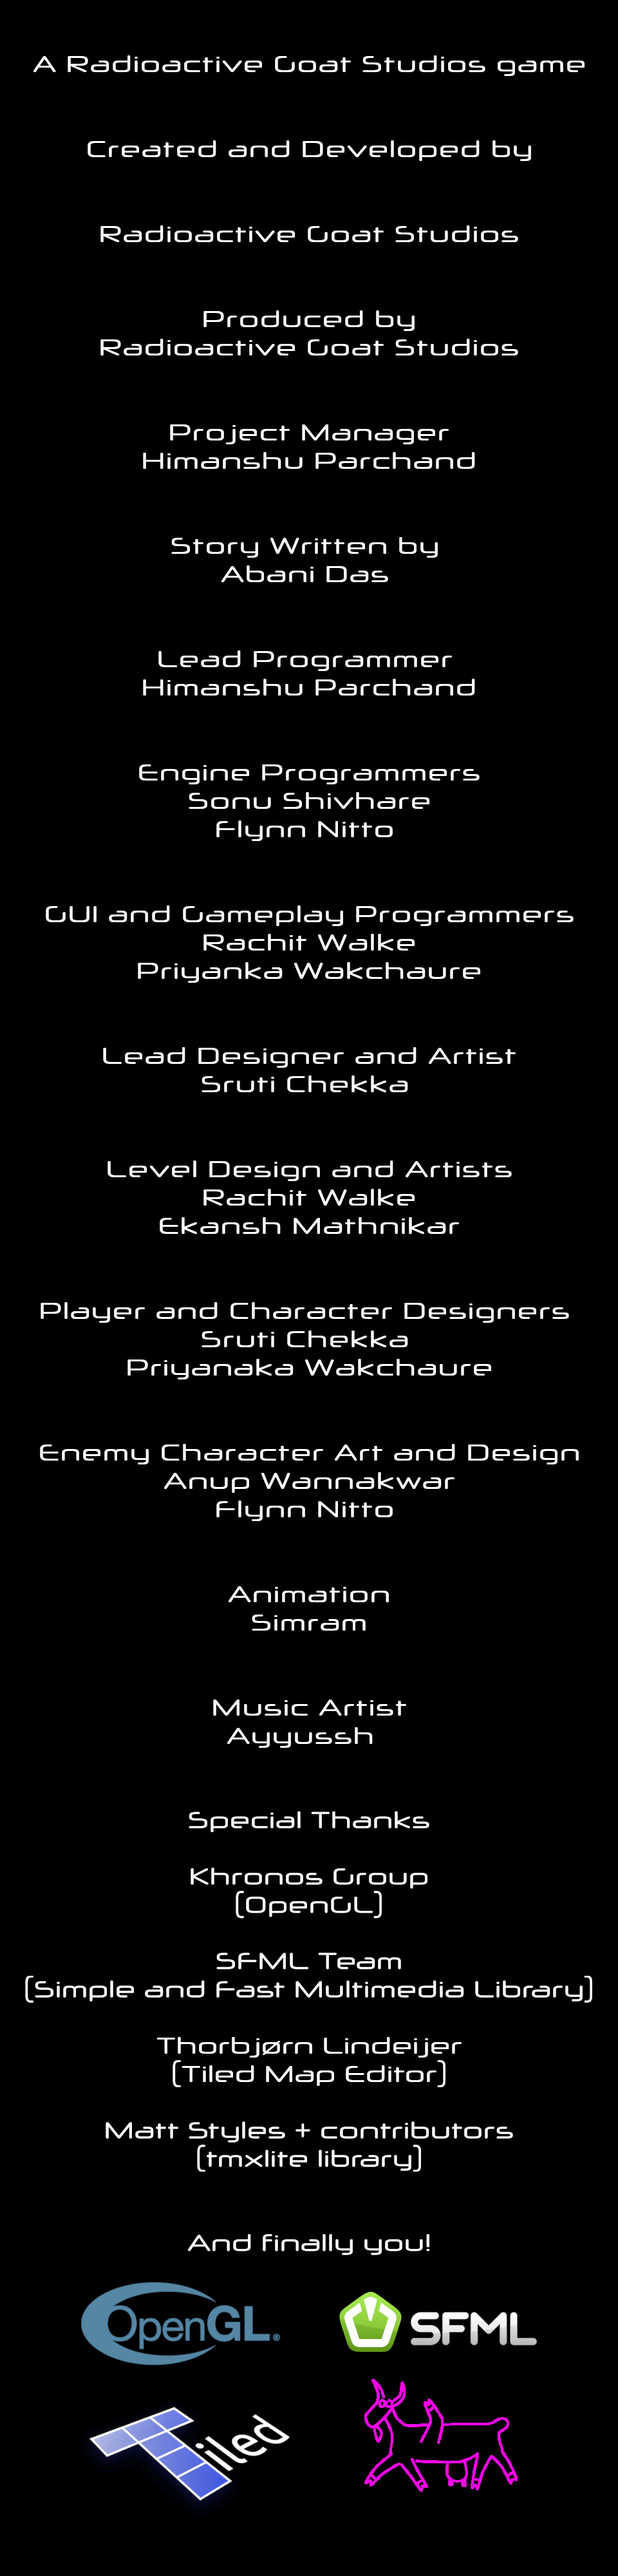 A Radioactive Goat Studios game
Created and Developed by
Radioactive Goat Studios
Produced by
Radioactive Goat Studios
Project Manager
Himanshu Parchand
Story Written by
Abani Das
Lead Programmer
Himanshu Parchand
Engine Programmers
Sonu Shivhare
Flynn Nitto
GUI and Gameplay Programmers
Rachit Walke
Priyanka Wakchaure
Lead Designer and Artist
Sruti Chekka
Level Design and Artists
Rachit Walke
Ekansh Mathnikar
Player and Character Designers
Sruti Chekka
Priyanaka Wakchaure
Enemy Character Art and Design
Anup Wannakwar
Flynn Nitto
Animation
Simram
Music Artist
Ayyussh
Special Thanks
Khronos Group
(OpenGL)
SFML Team
(Simple and Fast Multimedia Library)
Thorbjørn Lindeijer
(Tiled Map Editor)
Matt Styles + contributors
(tmxlite library)
And finally you!
OpenGL®
SFML
Tiled